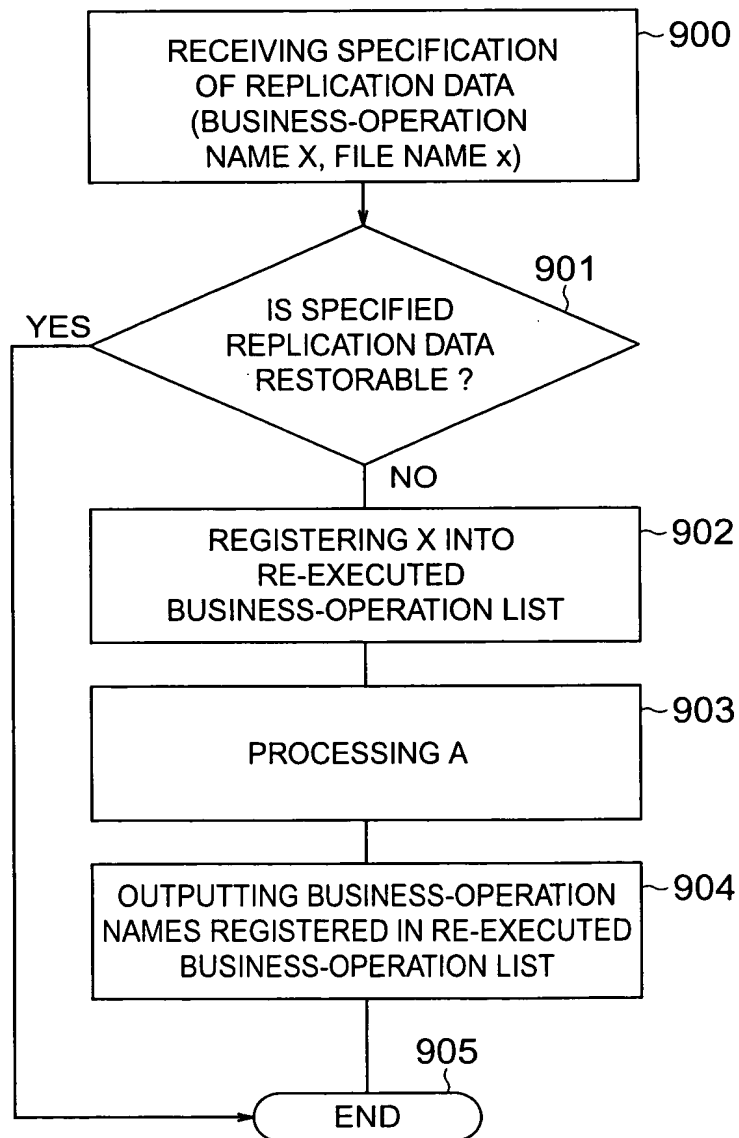 RECEIVING SPECIFICATION
OF REPLICATION DATA
(BUSINESS-OPERATION
NAME X, FILE NAME x)
900
901
IS SPECIFIED
REPLICATION DATA
RESTORABLE ?
YES
NO
REGISTERING X INTO
RE-EXECUTED
BUSINESS-OPERATION LIST
902
PROCESSING A
903
OUTPUTTING BUSINESS-OPERATION
NAMES REGISTERED IN RE-EXECUTED
BUSINESS-OPERATION LIST
904
905
END